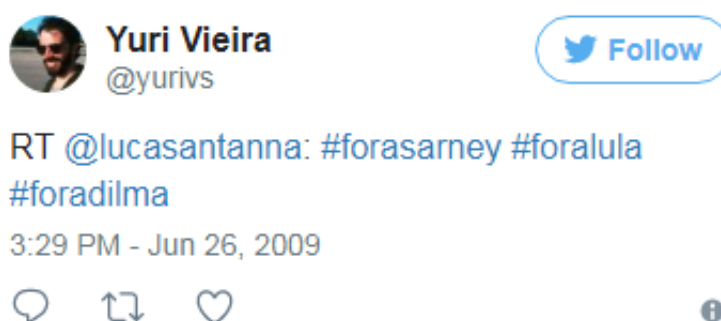 Yuri Vieira
Follow
@yurivs
RT @lucasantanna: #forasarney #foralula
#foradilma
3:29 PM - Jun 26, 2009